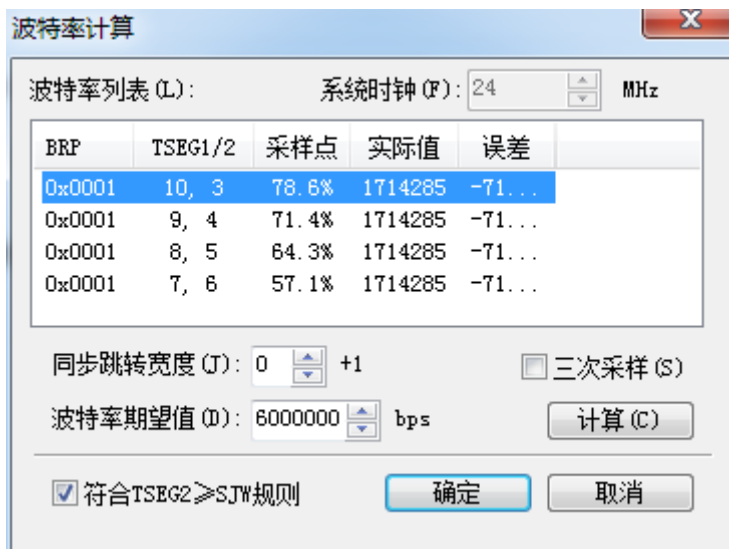 波特率计算
波特率列表(L): 系统时钟(F): 24 MHz
BRP TSEG1/2 采样点 实际值 误差
0x0001 10, 3 78.6% 1714285 -71...
0x0001 9, 4 71.4% 1714285 -71...
0x0001 8, 5 64.3% 1714285 -71...
0x0001 7, 6 57.1% 1714285 -71...
同步跳转宽度(J): 0 +1 三次采样(S)
波特率期望值(D): 6000000 bps 计算(C)
符合TSEG2≥SJW规则 确定 取消